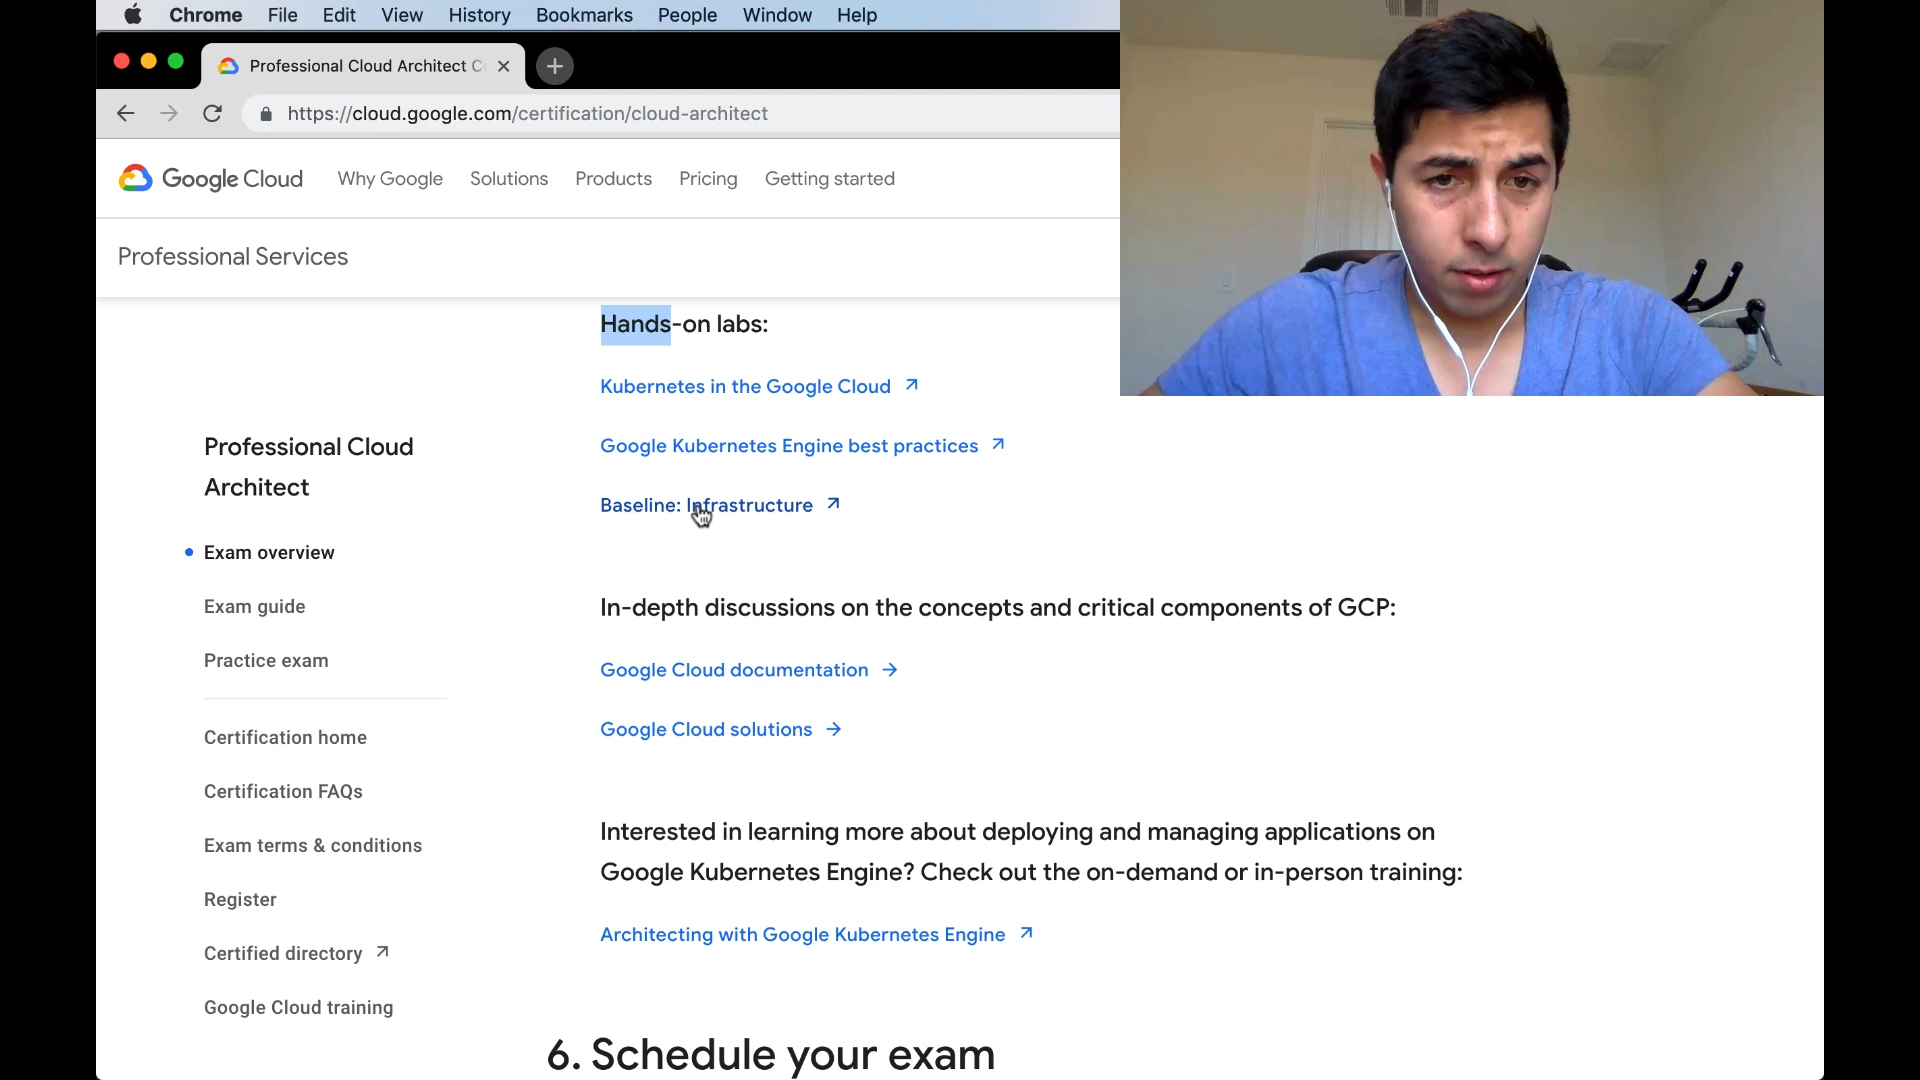 Chrome File Edit View History Bookmarks People Window Help
Professional Cloud Architect C
https://cloud.google.com/certification/cloud-architect
Google Cloud Why Google Solutions Products Pricing Getting started
Professional Services
Professional Cloud
Architect
Exam overview
Exam guide
Practice exam
Certification home
Certification FAQs
Exam terms & conditions
Register
Certified directory
Google Cloud training
Hands-on labs:
Kubernetes in the Google Cloud
Google Kubernetes Engine best practices
Baseline: Infrastructure
In-depth discussions on the concepts and critical components of GCP:
Google Cloud documentation
Google Cloud solutions
Interested in learning more about deploying and managing applications on
Google Kubernetes Engine? Check out the on-demand or in-person training:
Architecting with Google Kubernetes Engine
6. Schedule your exam